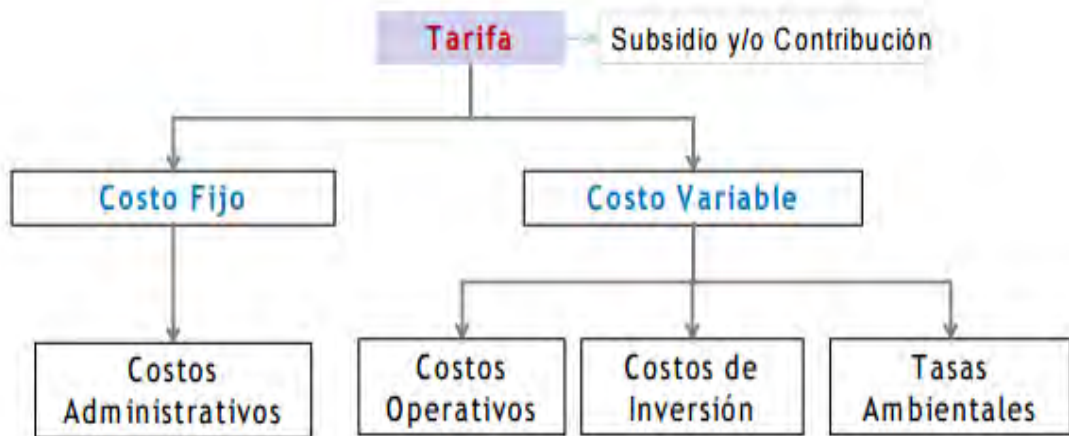 Tarifa
Subsidio y/o Contribución
Costo Fijo
Costo Variable
Costos
Administrativos
Costos
Operativos
Costos de
Inversión
Tasas
Ambientales